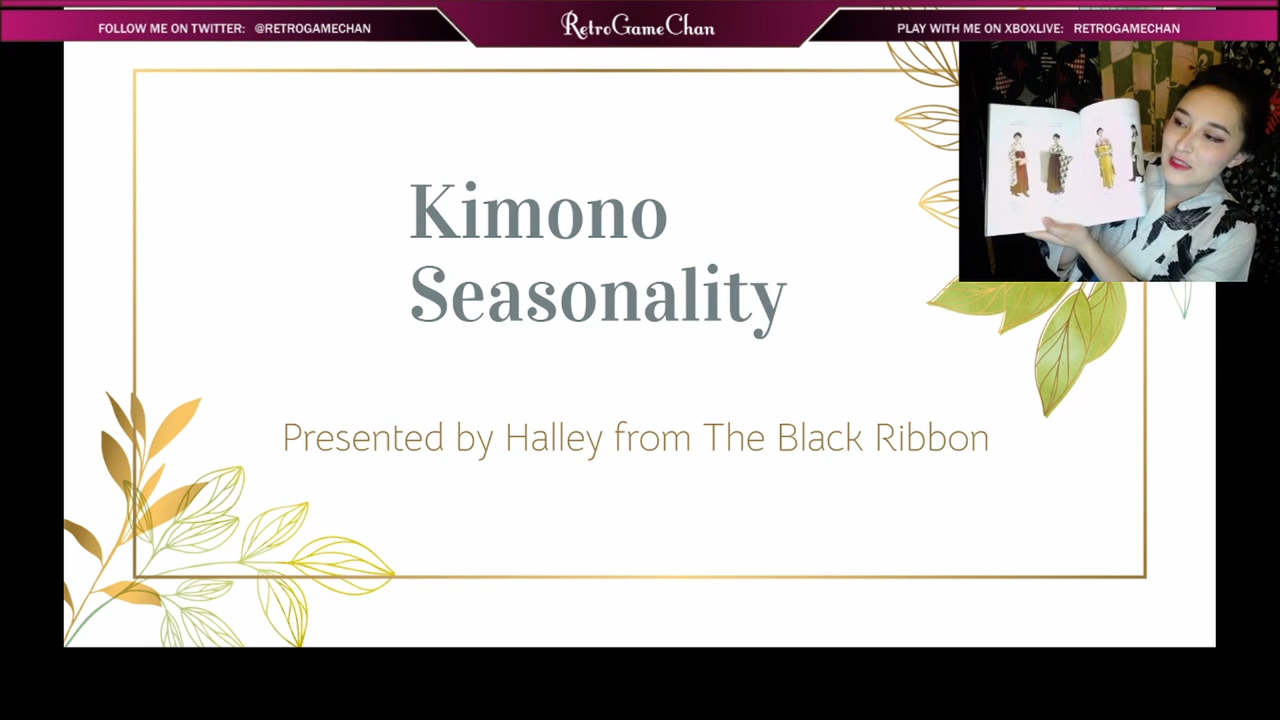 FOLLOW ME ON TWITTER: @RETROGAMECHAN
RetroGameChan
PLAY WITH ME ON XBOXLIVE: RETROGAMECHAN
Kimono
Seasonality
Presented by Halley from The Black Ribbon